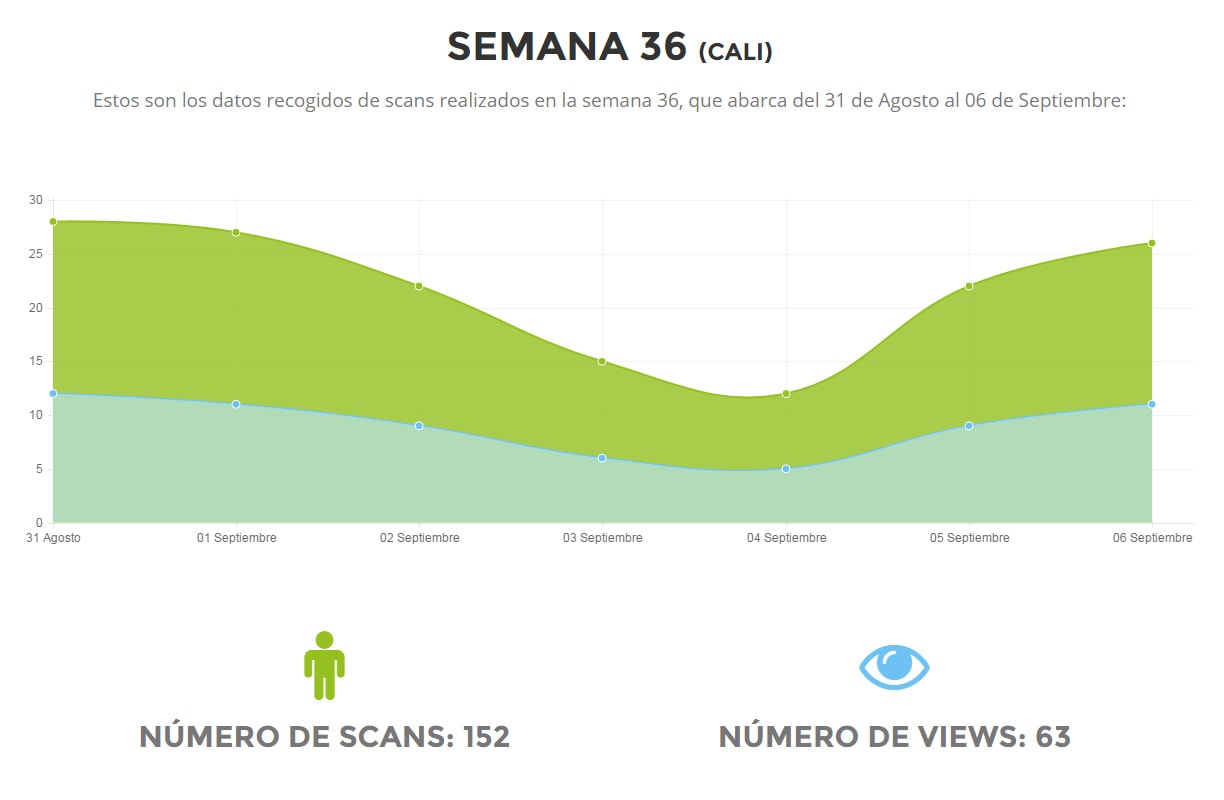 SEMANA 36 (CALI)
Estos son los datos recogidos de scans realizados en la semana 36, que abarca del 31 de Agosto al 06 de Septiembre:
30
25
20
15
10
5
0
31 Agosto 01 Septiembre 02 Septiembre 03 Septiembre 04 Septiembre 05 Septiembre 06 Septiembre
NÚMERO DE SCANS: 152 NÚMERO DE VIEWS: 63